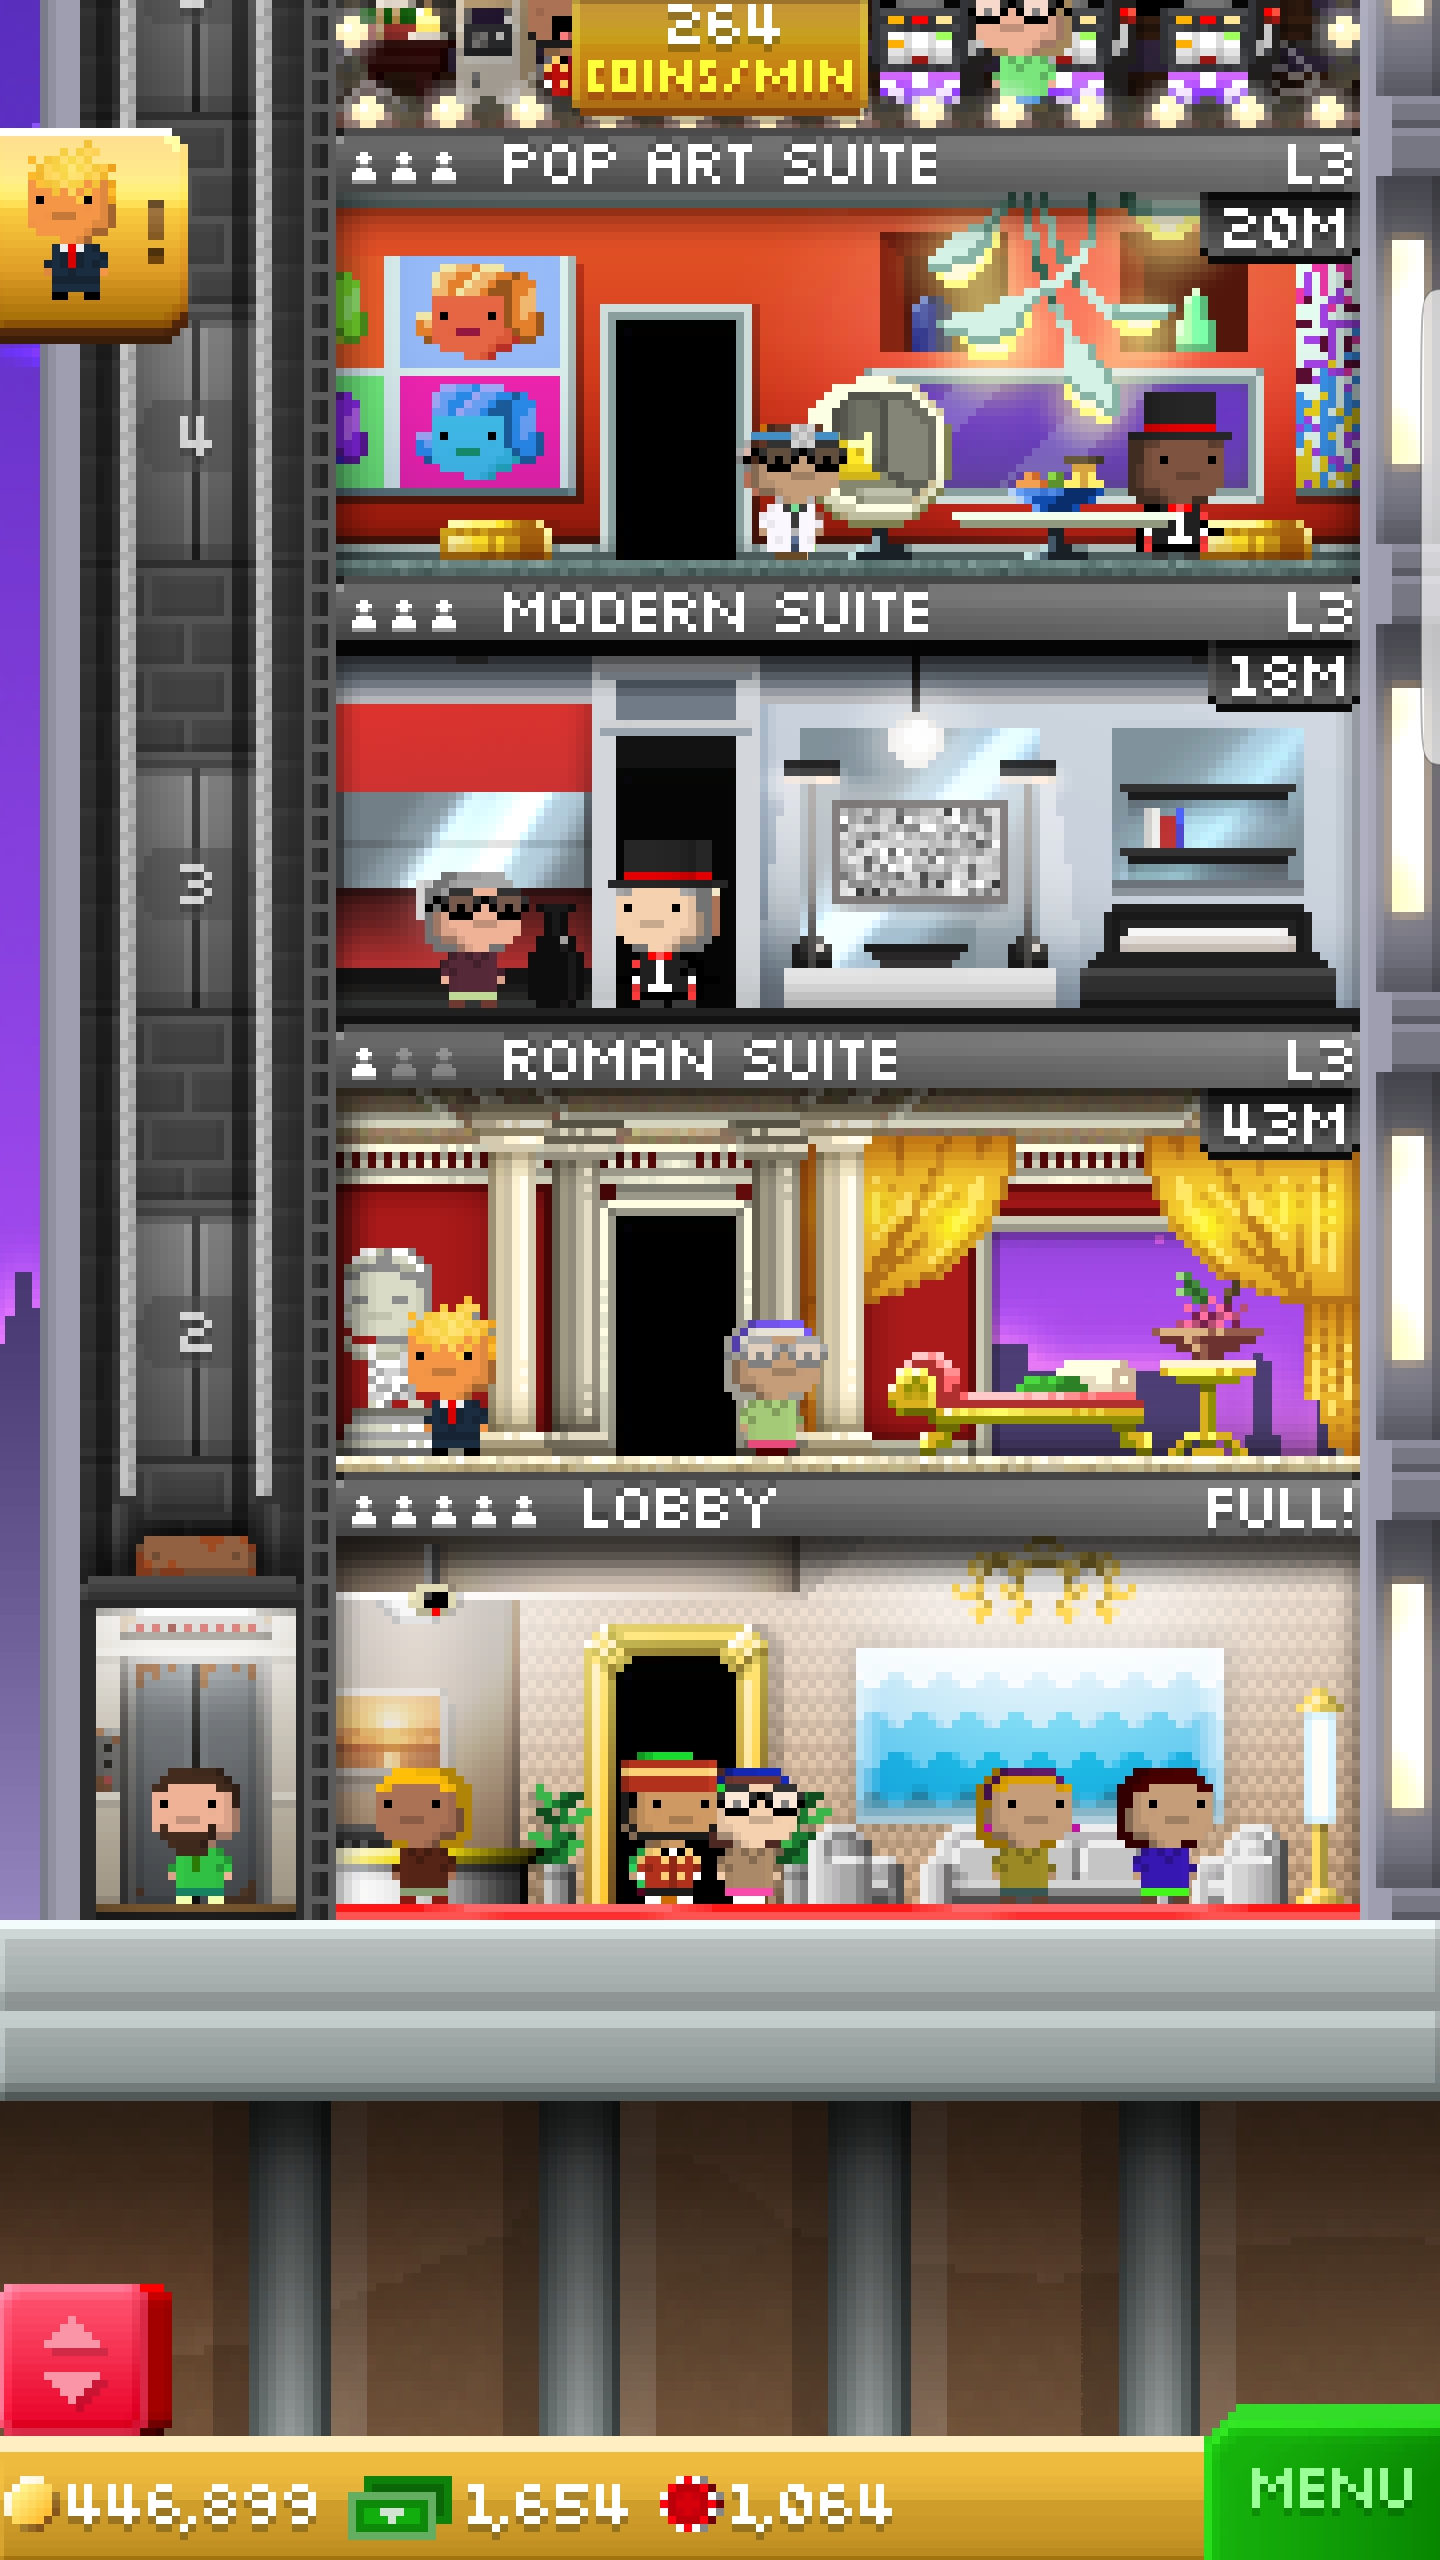 264
COINS/MIN
POP ART SUITE L3
20M
!
4
MODERN SUITE L3
18M
3
1
ROMAN SUITE L3
43M
2
LOBBY FULL!
446,899 1,654 1,064
MENU